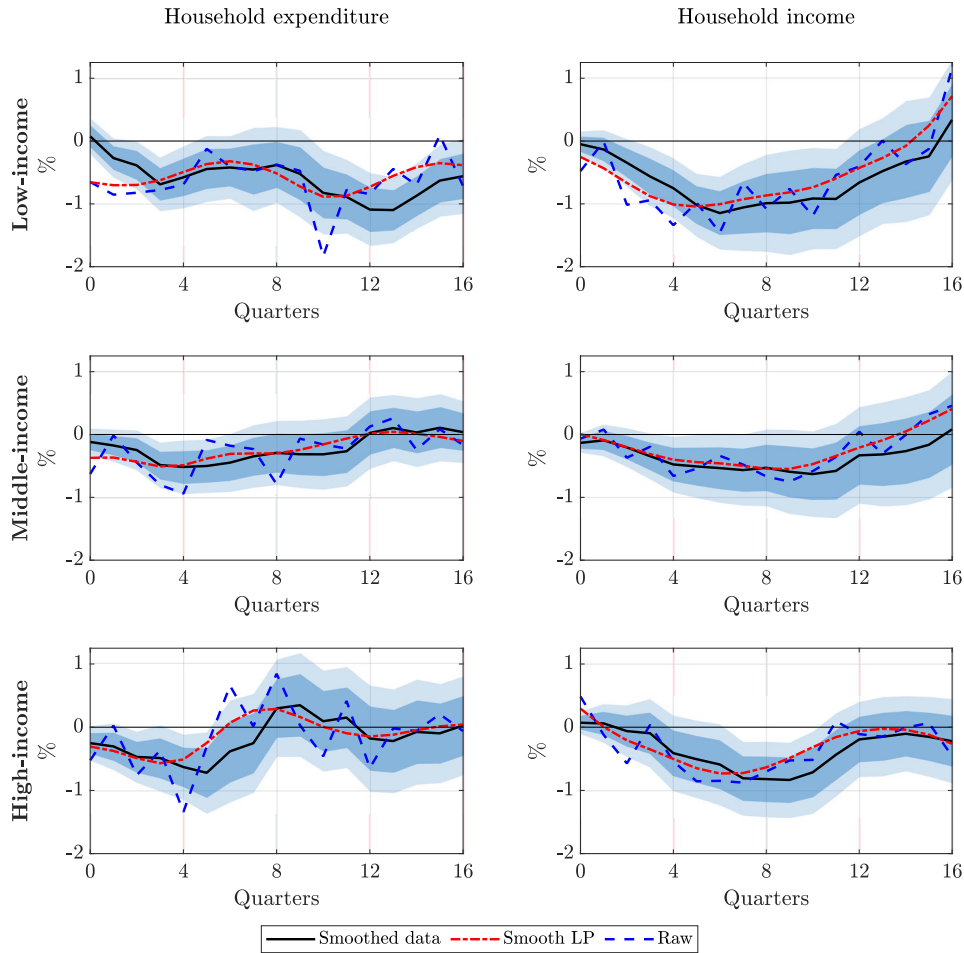 Household expenditure
Household income
Low-income
%
1
0
-1
-2
0 4 8 12 16
Quarters
%
1
0
-1
-2
0 4 8 12 16
Quarters
Middle-income
%
1
0
-1
-2
0 4 8 12 16
Quarters
%
1
0
-1
-2
0 4 8 12 16
Quarters
High-income
%
1
0
-1
-2
0 4 8 12 16
Quarters
%
1
0
-1
-2
0 4 8 12 16
Quarters
Smoothed data Smooth LP Raw